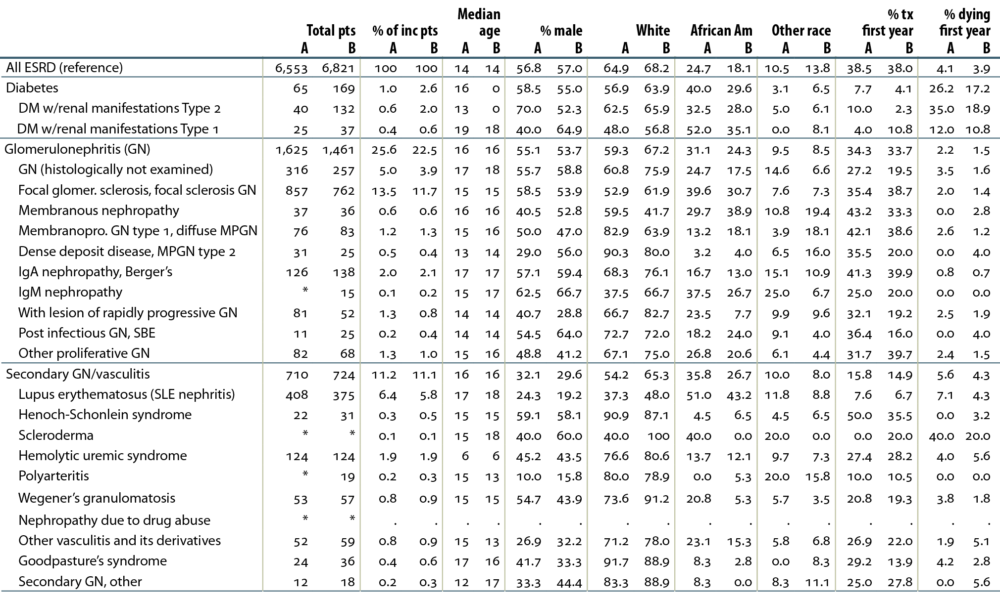 Median % tx % dying
Total pts % of inc pts age % male White African Am Other race first year first year
A B A B A B A B A B A B A B A B A B
All ESRD (reference) 6,553 6,821 100 100 14 14 56.8 57.0 64.9 68.2 24.7 18.1 10.5 13.8 38.5 38.0 4.1 3.9
Diabetes 65 169 1.0 2.6 16 0 58.5 55.0 56.9 63.9 40.0 29.6 3.1 6.5 7.7 4.1 26.2 17.2
DM w/renal manifestations Type 2 40 132 0.6 2.0 13 0 70.0 52.3 62.5 65.9 32.5 28.0 5.0 6.1 10.0 2.3 35.0 18.9
DM w/renal manifestations Type 1 25 37 0.4 0.6 19 18 40.0 64.9 48.0 56.8 52.0 35.1 0.0 8.1 4.0 10.8 12.0 10.8
Glomerulonephritis (GN) 1,625 1,461 25.6 22.5 16 16 55.1 53.7 59.3 67.2 31.1 24.3 9.5 8.5 34.3 33.7 2.2 1.5
GN (histologically not examined) 316 257 5.0 3.9 17 18 55.7 58.8 60.8 75.9 24.7 17.5 14.6 6.6 27.2 19.5 3.5 1.6
Focal glomer. sclerosis, focal sclerosis GN 857 762 13.5 11.7 15 15 58.5 53.9 52.9 61.9 39.6 30.7 7.6 7.3 35.4 38.7 2.0 1.4
Membranous nephropathy 37 36 0.6 0.6 16 16 40.5 52.8 59.5 41.7 29.7 38.9 10.8 19.4 43.2 33.3 0.0 2.8
Membranopro. GN type 1, diffuse MPGN 76 83 1.2 1.3 15 16 50.0 47.0 82.9 63.9 13.2 18.1 3.9 18.1 42.1 38.6 2.6 1.2
Dense deposit disease, MPGN type 2 31 25 0.5 0.4 13 14 29.0 56.0 90.3 80.0 3.2 4.0 6.5 16.0 35.5 20.0 0.0 4.0
IgA nephropathy, Berger’s 126 138 2.0 2.1 17 17 57.1 59.4 68.3 76.1 16.7 13.0 15.1 10.9 41.3 39.9 0.8 0.7
IgM nephropathy * 15 0.1 0.2 15 17 62.5 66.7 37.5 66.7 37.5 26.7 25.0 6.7 25.0 20.0 0.0 0.0
With lesion of rapidly progressive GN 81 52 1.3 0.8 14 14 40.7 28.8 66.7 82.7 23.5 7.7 9.9 9.6 32.1 19.2 2.5 1.9
Post infectious GN, SBE 11 25 0.2 0.4 14 14 54.5 64.0 72.7 72.0 18.2 24.0 9.1 4.0 36.4 16.0 0.0 4.0
Other proliferative GN 82 68 1.3 1.0 15 16 48.8 41.2 67.1 75.0 26.8 20.6 6.1 4.4 31.7 39.7 2.4 1.5
Secondary GN/vasculitis 710 724 11.2 11.1 16 16 32.1 29.6 54.2 65.3 35.8 26.7 10.0 8.0 15.8 14.9 5.6 4.3
Lupus erythematosus (SLE nephritis) 408 375 6.4 5.8 17 18 24.3 19.2 37.3 48.0 51.0 43.2 11.8 8.8 7.6 6.7 7.1 4.3
Henoch-Schonlein syndrome 22 31 0.3 0.5 15 15 59.1 58.1 90.9 87.1 4.5 6.5 4.5 6.5 50.0 35.5 0.0 3.2
Scleroderma * * 0.1 0.1 15 18 40.0 60.0 40.0 100 40.0 0.0 20.0 0.0 0.0 20.0 40.0 20.0
Hemolytic uremic syndrome 124 124 1.9 1.9 6 6 45.2 43.5 76.6 80.6 13.7 12.1 9.7 7.3 27.4 28.2 4.0 5.6
Polyarteritis * 19 0.2 0.3 15 13 10.0 15.8 80.0 78.9 0.0 5.3 20.0 15.8 10.0 10.5 0.0 0.0
Wegener’s granulomatosis 53 57 0.8 0.9 15 15 54.7 43.9 73.6 91.2 20.8 5.3 5.7 3.5 20.8 19.3 3.8 1.8
Nephropathy due to drug abuse * * . . . . . . . . . . . . . . . .
Other vasculitis and its derivatives 52 59 0.8 0.9 15 13 26.9 32.2 71.2 78.0 23.1 15.3 5.8 6.8 26.9 22.0 1.9 5.1
Goodpasture’s syndrome 24 36 0.4 0.6 17 16 41.7 33.3 91.7 88.9 8.3 2.8 0.0 8.3 29.2 13.9 4.2 2.8
Secondary GN, other 12 18 0.2 0.3 12 17 33.3 44.4 83.3 88.9 8.3 0.0 8.3 11.1 25.0 27.8 0.0 5.6